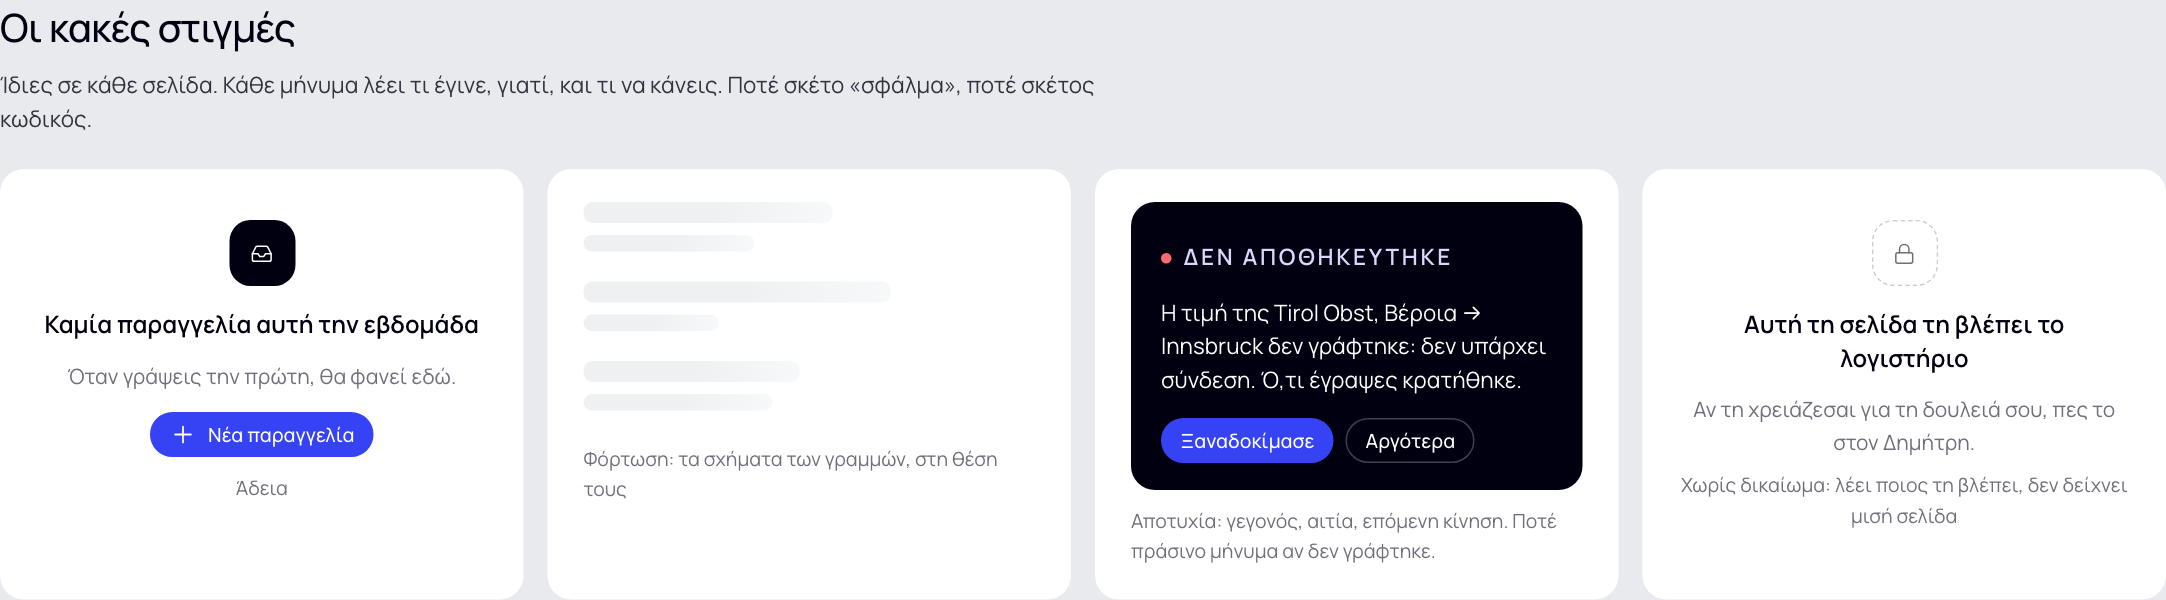 Οι κακές στιγμές
Ίδιες σε κάθε σελίδα. Κάθε μήνυμα λέει τι έγινε, γιατί, και τι να κάνεις. Ποτέ σκέτο «σφάλμα», ποτέ σκέτος
κωδικός.
Καμία παραγγελία αυτή την εβδομάδα
Όταν γράψεις την πρώτη, θα φανεί εδώ.
Νέα παραγγελία
Άδεια
Φόρτωση: τα σχήματα των γραμμών, στη θέση
τους
ΔΕΝ ΑΠΟΘΗΚΕΥΤΗΚΕ
Η τιμή της Tirol Obst, Βέροια →
Innsbruck δεν γράφτηκε: δεν υπάρχει
σύνδεση. Ό,τι έγραψες κρατήθηκε.
Ξαναδοκίμασε
Αργότερα
Αποτυχία: γεγονός, αιτία, επόμενη κίνηση. Ποτέ
πράσινο μήνυμα αν δεν γράφτηκε.
Αυτή τη σελίδα τη βλέπει το
λογιστήριο
Αν τη χρειάζεσαι για τη δουλειά σου, πες το
στον Δημήτρη.
Χωρίς δικαίωμα: λέει ποιος τη βλέπει, δεν δείχνει
μισή σελίδα